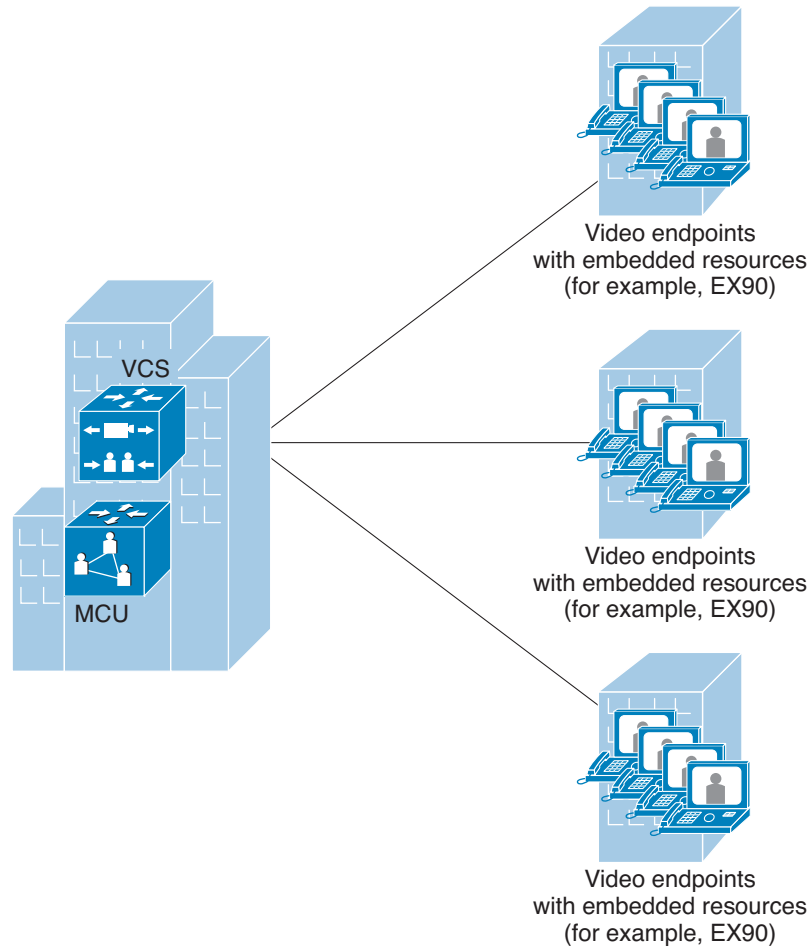 Video endpoints
with embedded resources
(for example, EX90)
VCS
MCU
Video endpoints
with embedded resources
(for example, EX90)
Video endpoints
with embedded resources
(for example, EX90)